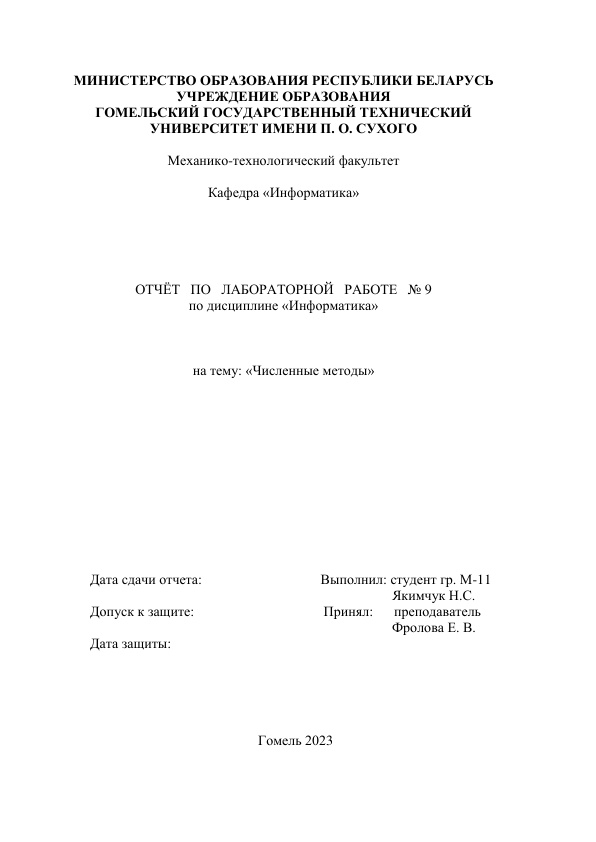 МИНИСТЕРСТВО ОБРАЗОВАНИЯ РЕСПУБЛИКИ БЕЛАРУСЬ
УЧРЕЖДЕНИЕ ОБРАЗОВАНИЯ
ГОМЕЛЬСКИЙ ГОСУДАРСТВЕННЫЙ ТЕХНИЧЕСКИЙ
УНИВЕРСИТЕТ ИМЕНИ П. О. СУХОГО
Механико-технологический факультет
Кафедра «Информатика»
ОТЧЁТ ПО ЛАБОРАТОРНОЙ РАБОТЕ № 9
по дисциплине «Информатика»
на тему: «Численные методы»
Дата сдачи отчета: Выполнил: студент гр. М-11
Якимчук Н.С.
Допуск к защите: Принял: преподаватель
Фролова Е. В.
Дата защиты:
Гомель 2023